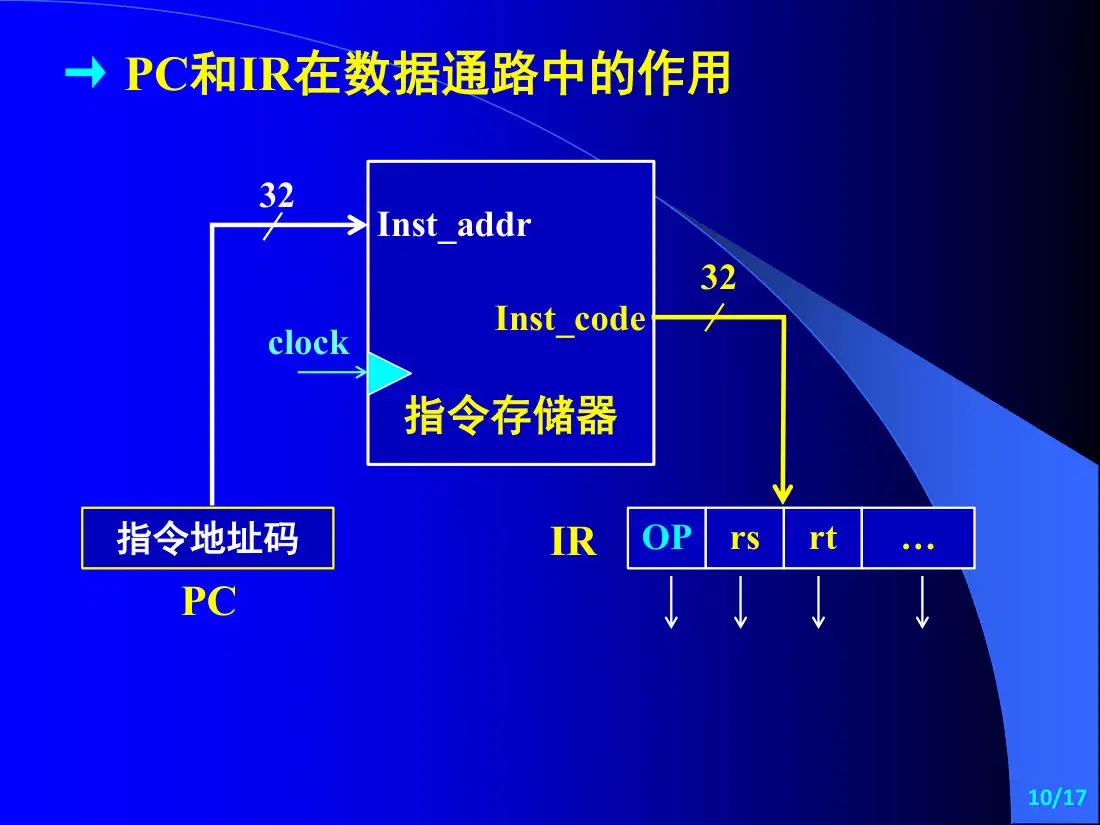 PC和IR在数据通路中的作用
32
Inst_addr
32
Inst_code
clock
指令存储器
指令地址码
IR
OP rs rt ...
PC
10/17